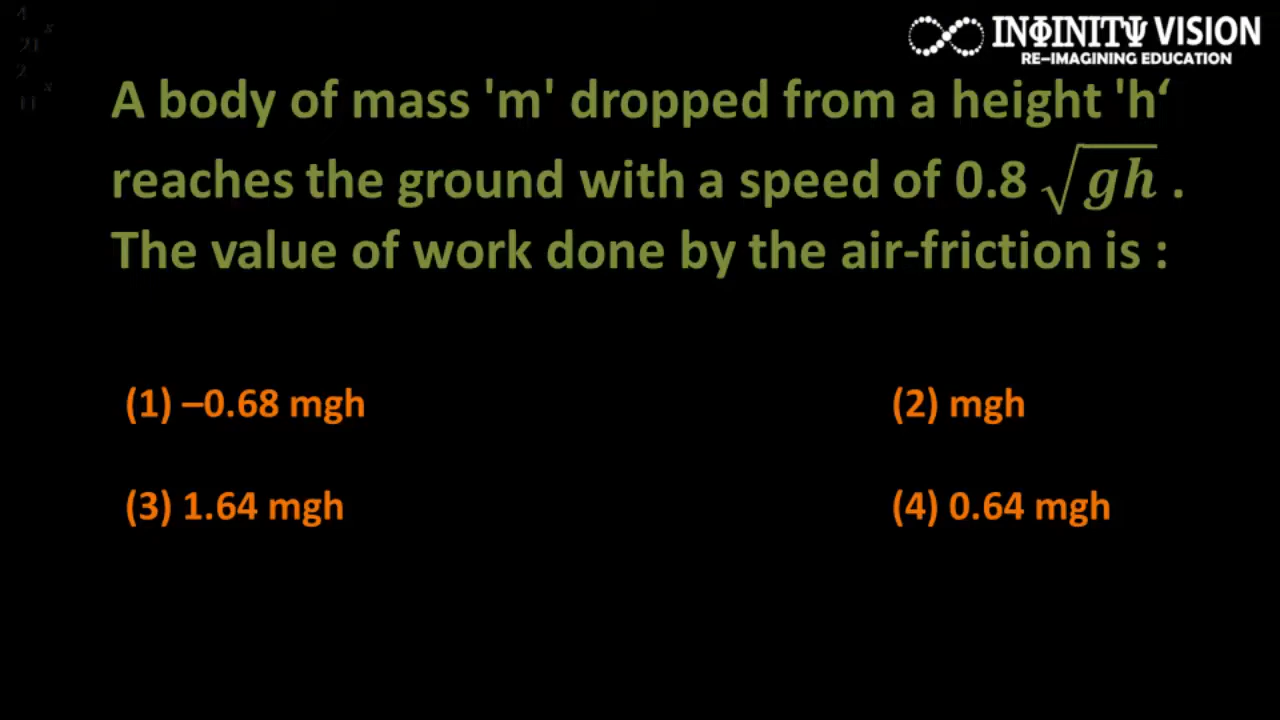 INΦINITΨ VISION
RE-IMAGINING EDUCATION
A body of mass 'm' dropped from a height 'h‘
reaches the ground with a speed of 0.8 √gh .
The value of work done by the air-friction is :
(1) –0.68 mgh
(2) mgh
(3) 1.64 mgh
(4) 0.64 mgh